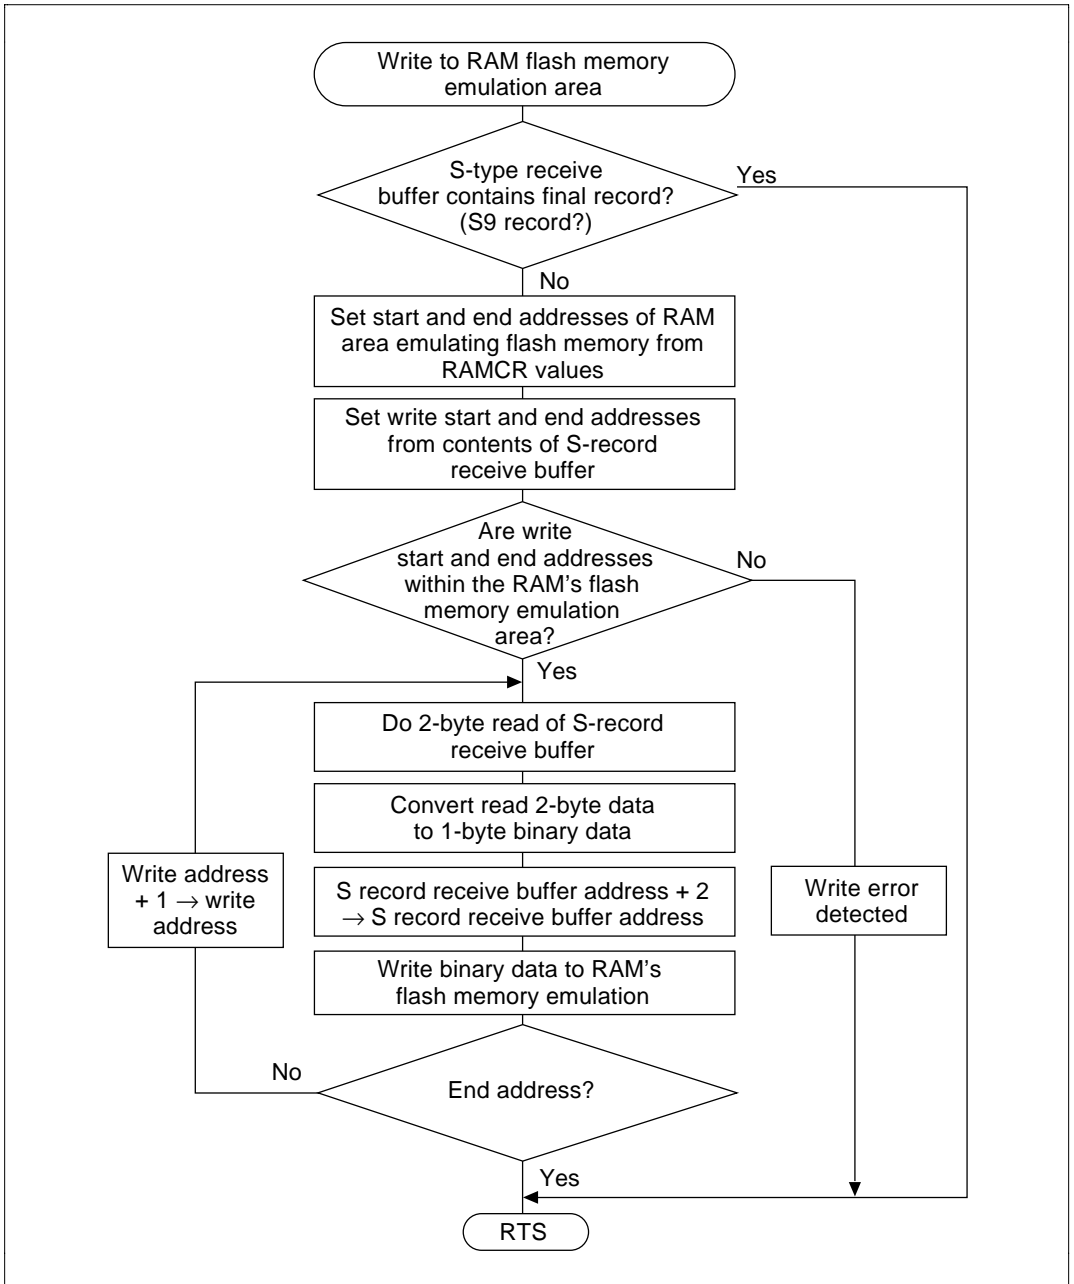 Write to RAM flash memory
emulation area
S-type receive
buffer contains final record?
(S9 record?)
Yes
No
Set start and end addresses of RAM
area emulating flash memory from
RAMCR values
Set write start and end addresses
from contents of S-record
receive buffer
Are write
start and end addresses
within the RAM's flash
memory emulation
area?
No
Yes
Do 2-byte read of S-record
receive buffer
Convert read 2-byte data
to 1-byte binary data
Write address
+ 1 → write
address
S record receive buffer address + 2
→ S record receive buffer address
Write error
detected
Write binary data to RAM's
flash memory emulation
No
End address?
Yes
RTS